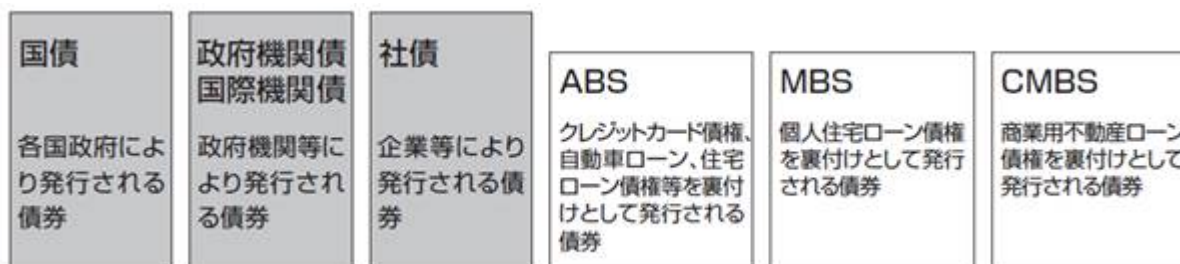 国債
各国政府によ
り発行される
債券
政府機関債
国際機関債
政府機関等に
より発行され
る債券
社債
企業等により
発行される債
券
ABS
クレジットカード債権、
自動車ローン、住宅
ローン債権等を裏付
けとして発行される
債券
MBS
個人住宅ローン債権
を裏付けとして発行
される債券
CMBS
商業用不動産ローン
債権を裏付けとして
発行される債券